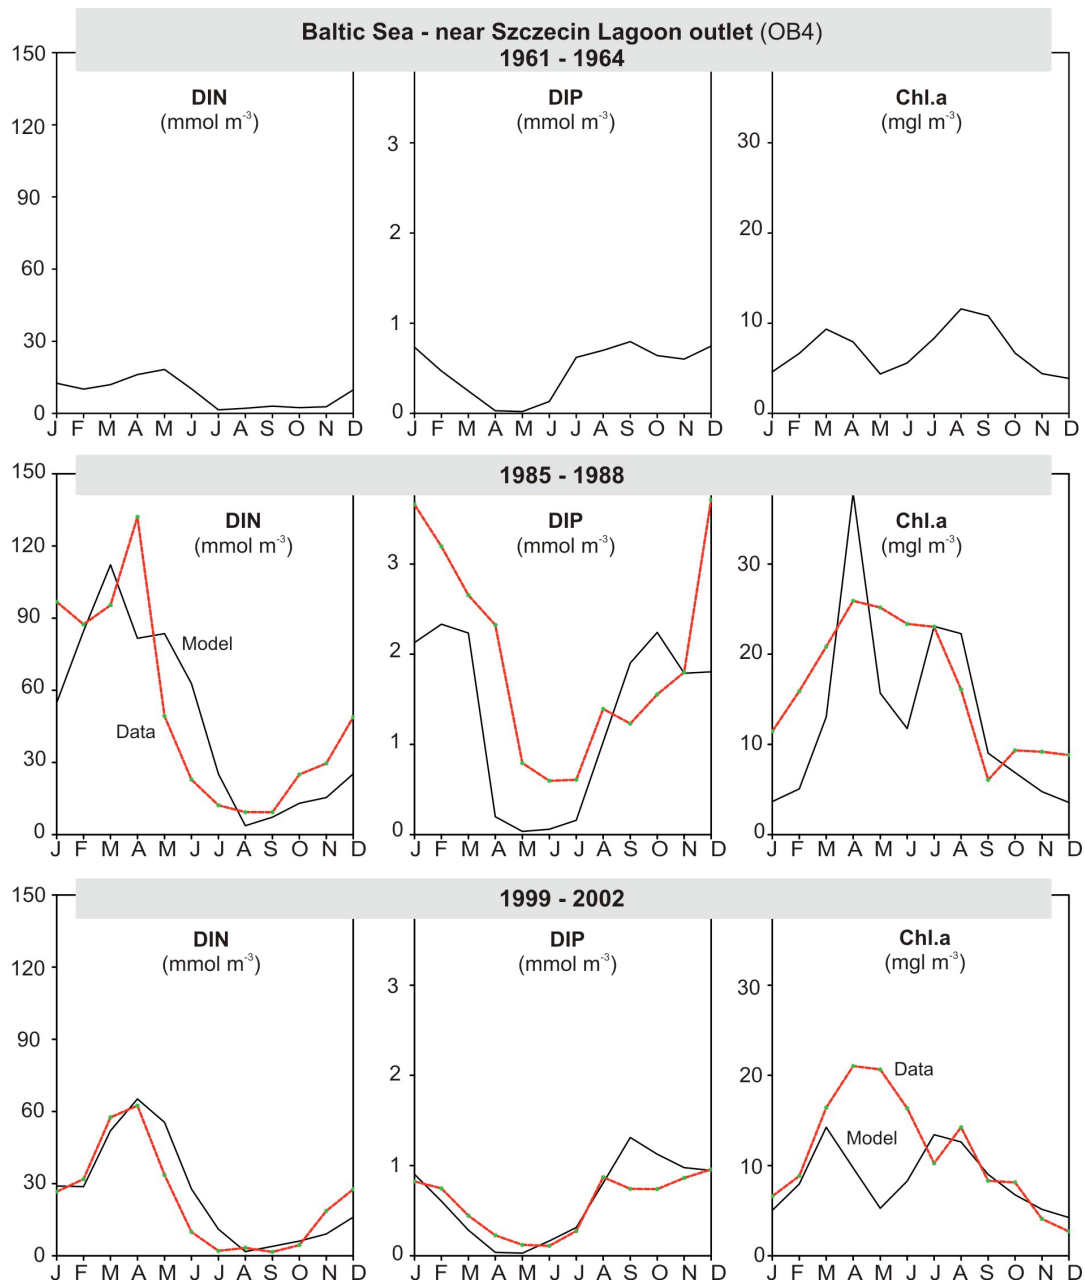 Baltic Sea - near Szczecin Lagoon outlet (OB4)
1961 - 1964
DIN
(mmol m-3)
150
120
90
60
30
0
J F M A M J J A S O N D
DIP
(mmol m-3)
3
2
1
0
J F M A M J J A S O N D
Chl.a
(mgl m-3)
30
20
10
0
J F M A M J J A S O N D
1985 - 1988
DIN
(mmol m-3)
150
120
90
60
30
0
Model
Data
J F M A M J J A S O N D
DIP
(mmol m-3)
3
2
1
0
J F M A M J J A S O N D
Chl.a
(mgl m-3)
30
20
10
0
J F M A M J J A S O N D
1999 - 2002
DIN
(mmol m-3)
150
120
90
60
30
0
J F M A M J J A S O N D
DIP
(mmol m-3)
3
2
1
0
J F M A M J J A S O N D
Chl.a
(mgl m-3)
30
20
10
0
Data
Model
J F M A M J J A S O N D